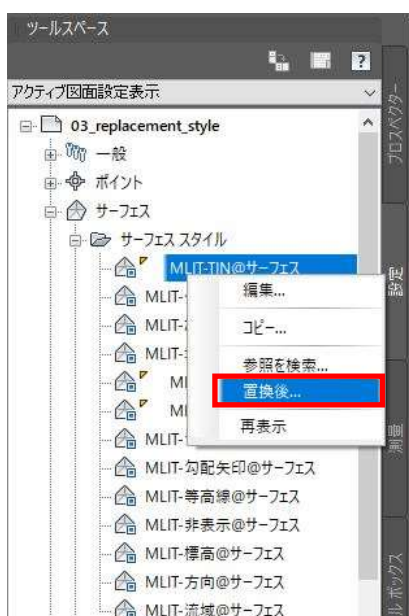 ツールスペース
?
アクティブ図面設定表示
03_replacement_style
一般
ポイント
サーフェス
サーフェス スタイル
MLIT-TIN@サーフェス
編集...
MLIT-
コピー...
MLIT-
参照を検索...
MLIT-
置換後...
MI
MI
再表示
MLIT-
MLIT-勾配矢印@サーフェス
MLIT-等高線@サーフェス
MLIT-非表示@サーフェス
MLIT-標高@サーフェス
MLIT-方向@サーフェス
MLIT-流域@サーフェス
プロスペクター
設定
測量
ルボックス